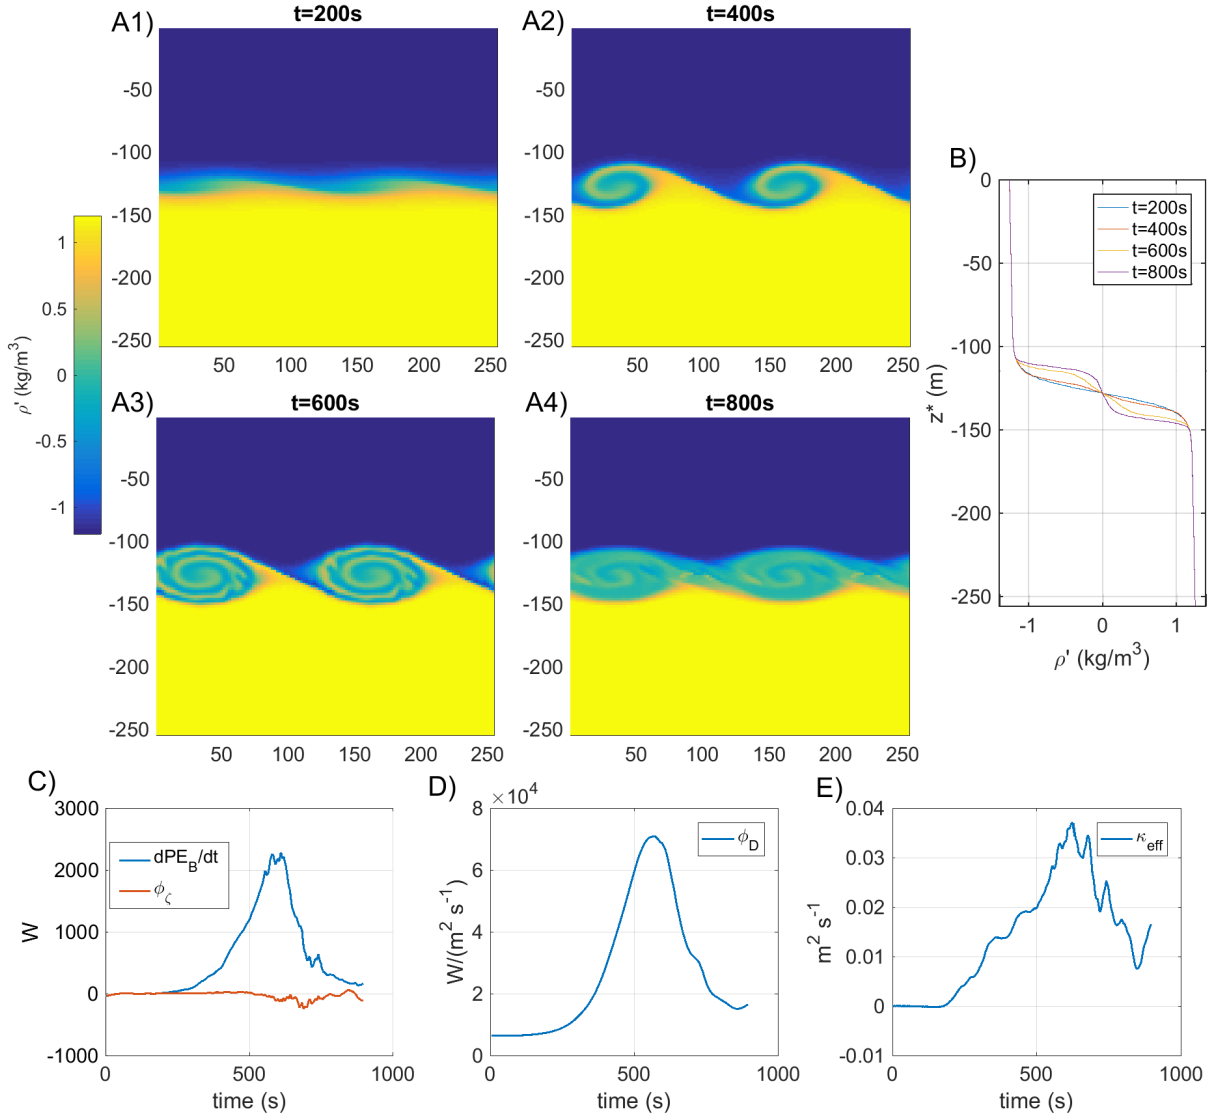 A1)
t=200s
-50
-100
-150
-200
-250
50
100
150
200
250
A2)
t=400s
-50
-100
-150
-200
-250
50
100
150
200
250
1
0.5
0
-0.5
-1
ρ' (kg/m³)
A3)
t=600s
-50
-100
-150
-200
-250
50
100
150
200
250
A4)
t=800s
-50
-100
-150
-200
-250
50
100
150
200
250
B)
0
-50
-100
-150
-200
-250
z* (m)
t=200s
t=400s
t=600s
t=800s
-1
0
1
ρ' (kg/m³)
C)
3000
2000
1000
0
-1000
W
dPE_B/dt
ϕ_ζ
0
500
1000
time (s)
D)
×10⁴
8
6
4
2
0
W/(m² s⁻¹)
ϕ_D
0
500
1000
time (s)
E)
0.04
0.03
0.02
0.01
0
-0.01
m² s⁻¹
κ_eff
0
500
1000
time (s)